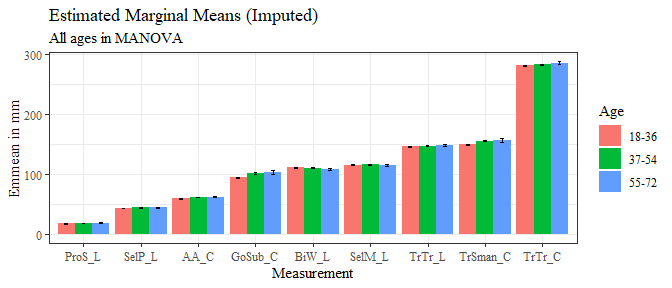 Estimated Marginal Means (Imputed)
All ages in MANOVA
Emmean in mm
300
200
100
0
ProS_L SelP_L AA_C GoSub_C BiW_L SelM_L TrTr_L TrSman_C TrTr_C
Measurement
Age
18-36
37-54
55-72